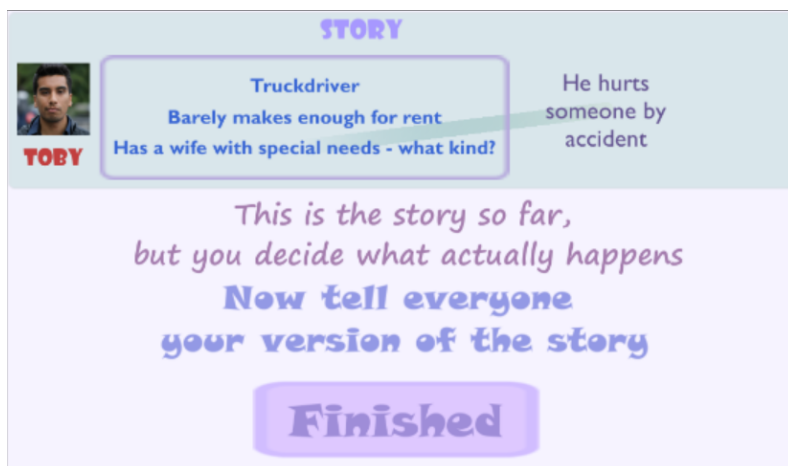 STORY
Truckdriver
Barely makes enough for rent
Has a wife with special needs - what kind?
TOBY
He hurts
someone by
accident
This is the story so far,
but you decide what actually happens
Now tell everyone
your version of the story
Finished